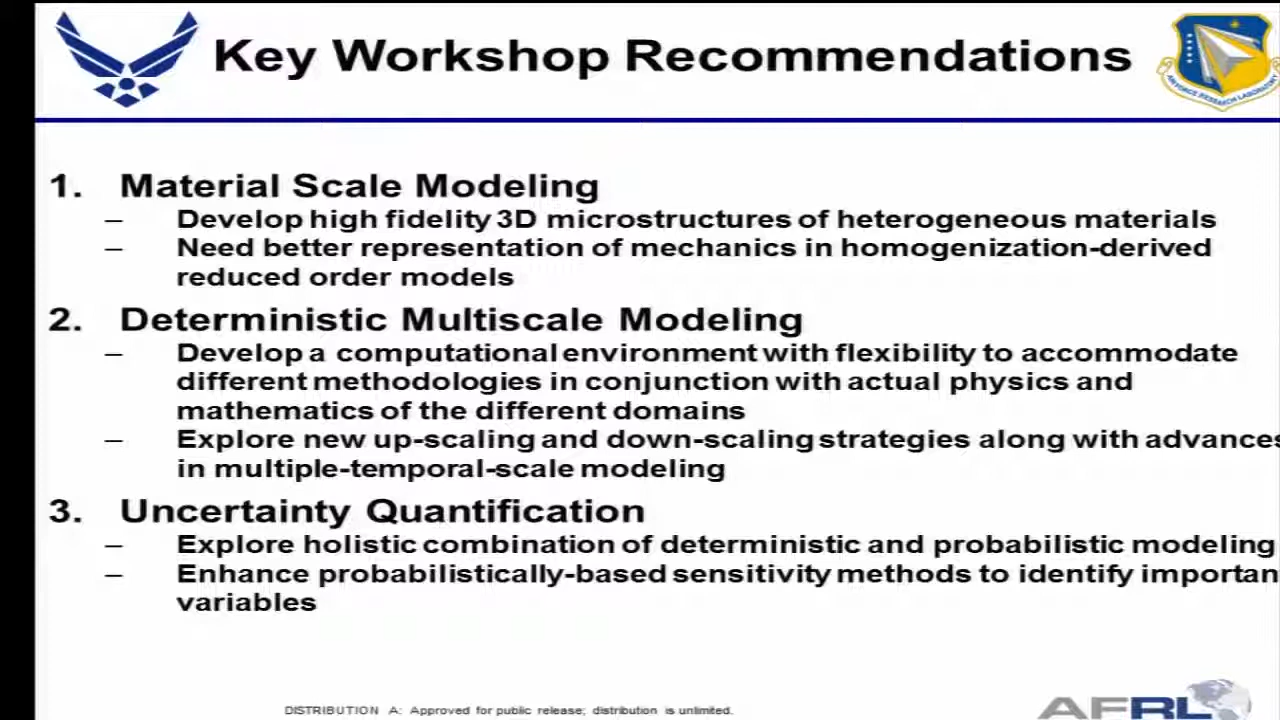 Key Workshop Recommendations
AIR FORCE RESEARCH LABORATORY
1. Material Scale Modeling
– Develop high fidelity 3D microstructures of heterogeneous materials
– Need better representation of mechanics in homogenization-derived
reduced order models
2. Deterministic Multiscale Modeling
– Develop a computational environment with flexibility to accommodate
different methodologies in conjunction with actual physics and
mathematics of the different domains
– Explore new up-scaling and down-scaling strategies along with advances
in multiple-temporal-scale modeling
3. Uncertainty Quantification
– Explore holistic combination of deterministic and probabilistic modeling
– Enhance probabilistically-based sensitivity methods to identify importan
variables
DISTRIBUTION A: Approved for public release; distribution is unlimited.
AFRL